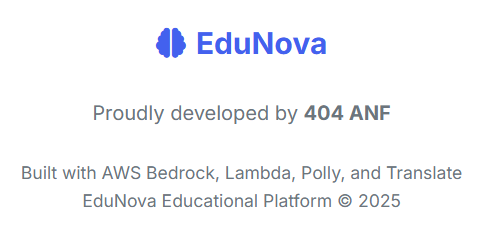 EduNova
Proudly developed by 404 ANF
Built with AWS Bedrock, Lambda, Polly, and Translate
EduNova Educational Platform © 2025